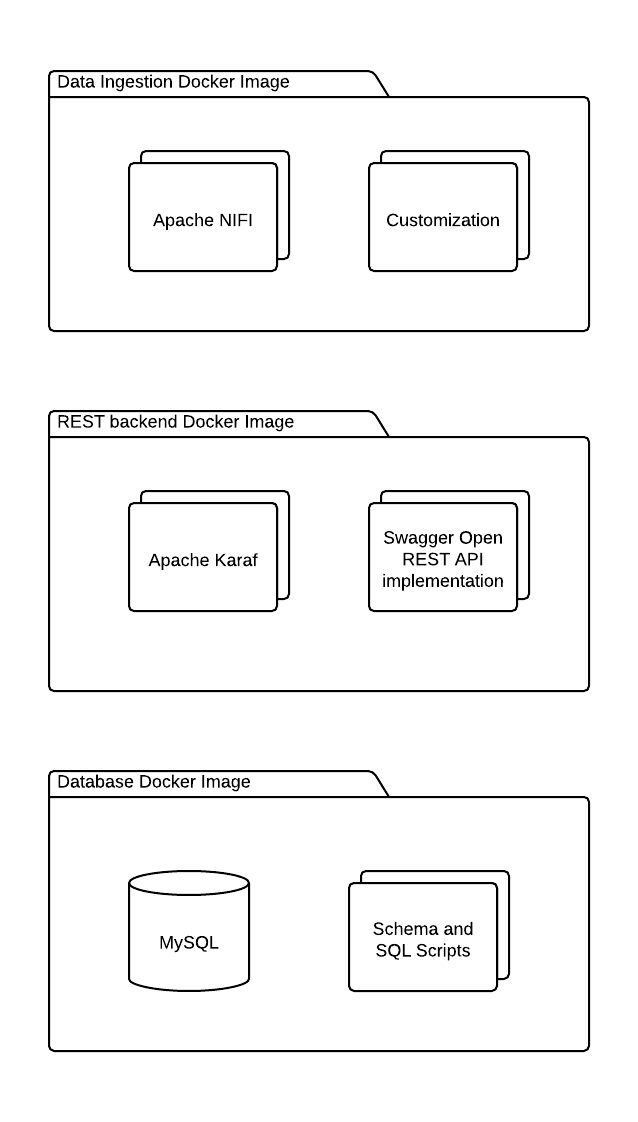 Data Ingestion Docker Image
Apache NIFI
Customization
REST backend Docker Image
Apache Karaf
Swagger Open
REST API
implementation
Database Docker Image
MySQL
Schema and
SQL Scripts